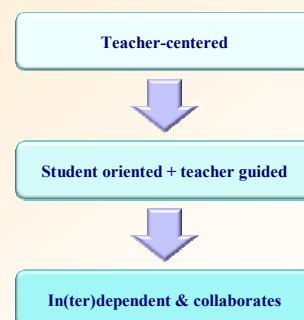 Teacher-centered
Student oriented + teacher guided
In(ter)dependent & collaborates